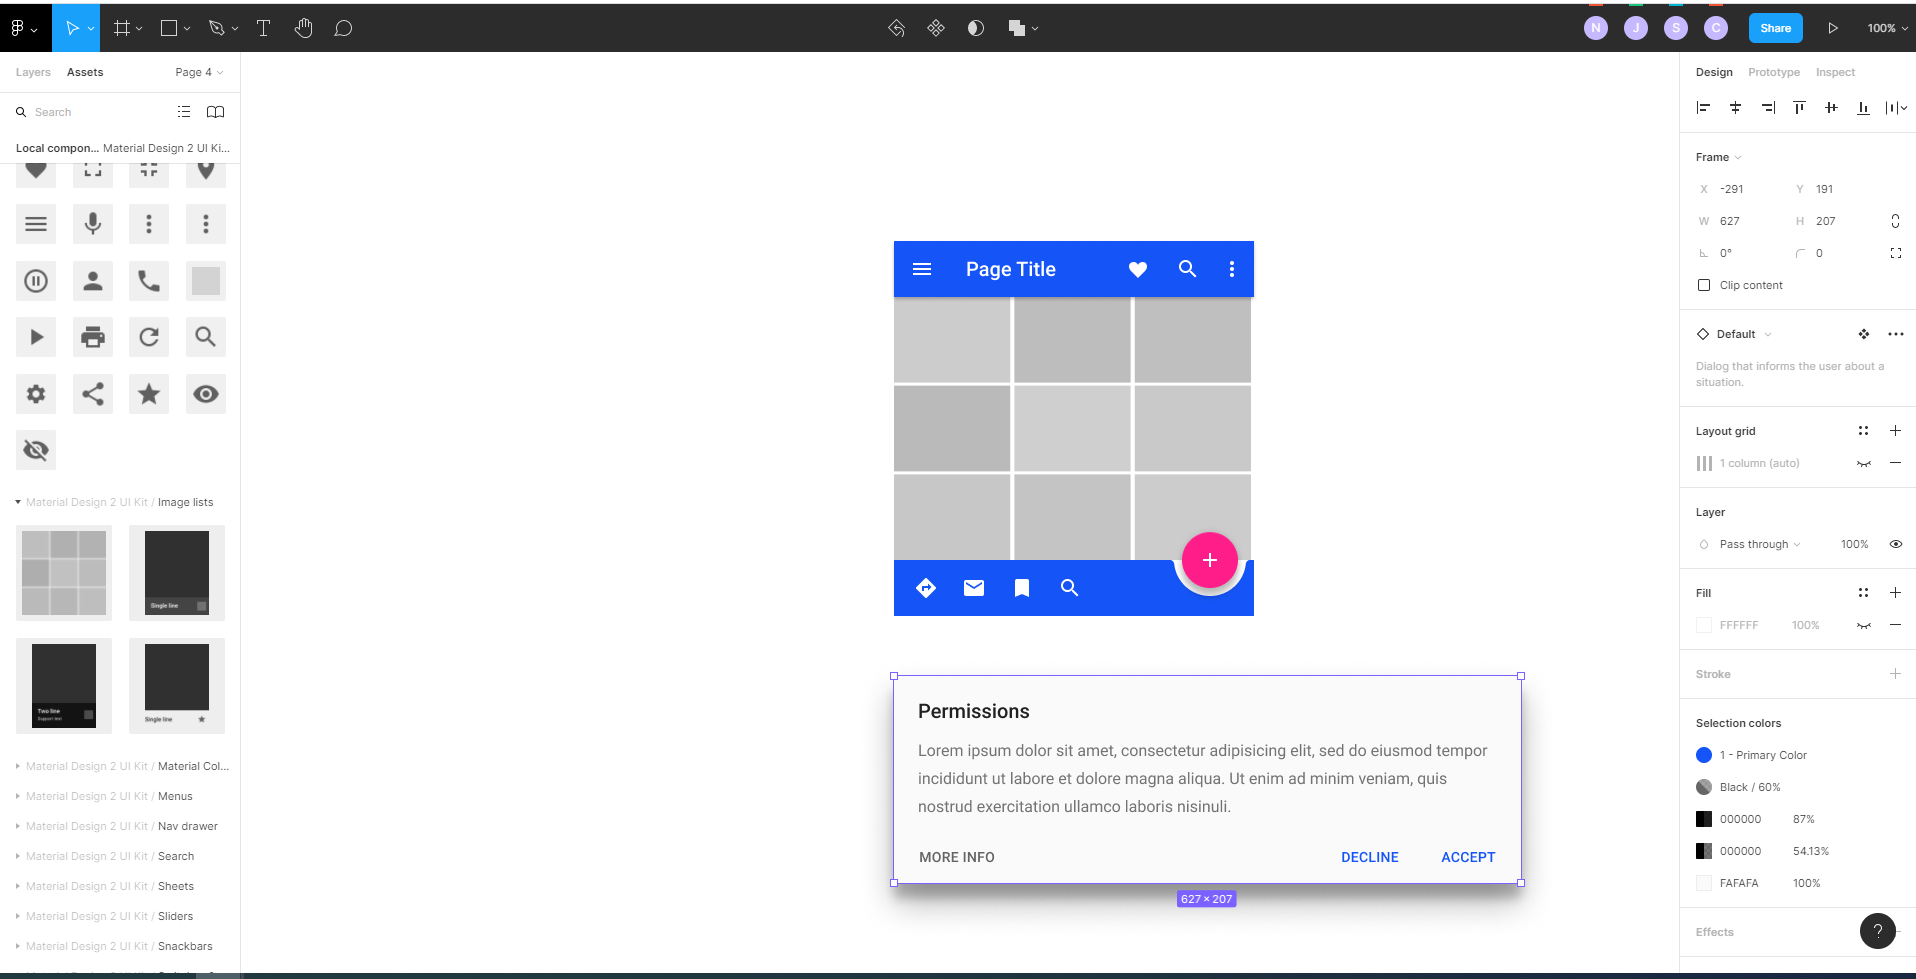 N
J
S
C
Share
100%
Layers
Assets
Page 4
Search
Local compon...
Material Design 2 UI Ki...
Material Design 2 UI Kit / Image lists
Single line
Two line
Support text
Single line
Material Design 2 UI Kit / Material Col...
Material Design 2 UI Kit / Menus
Material Design 2 UI Kit / Nav drawer
Material Design 2 UI Kit / Search
Material Design 2 UI Kit / Sheets
Material Design 2 UI Kit / Sliders
Material Design 2 UI Kit / Snackbars
Page Title
Permissions
Lorem ipsum dolor sit amet, consectetur adipisicing elit, sed do eiusmod tempor
incididunt ut labore et dolore magna aliqua. Ut enim ad minim veniam, quis
nostrud exercitation ullamco laboris nisinuli.
MORE INFO
DECLINE
ACCEPT
627 × 207
Design
Prototype
Inspect
Frame
X -291
Y 191
W 627
H 207
0°
0
Clip content
Default
Dialog that informs the user about a
situation.
Layout grid
1 column (auto)
Layer
Pass through
100%
Fill
FFFFFF
100%
Stroke
Selection colors
1 - Primary Color
Black / 60%
000000
87%
000000
54.13%
FAFAFA
100%
Effects
?